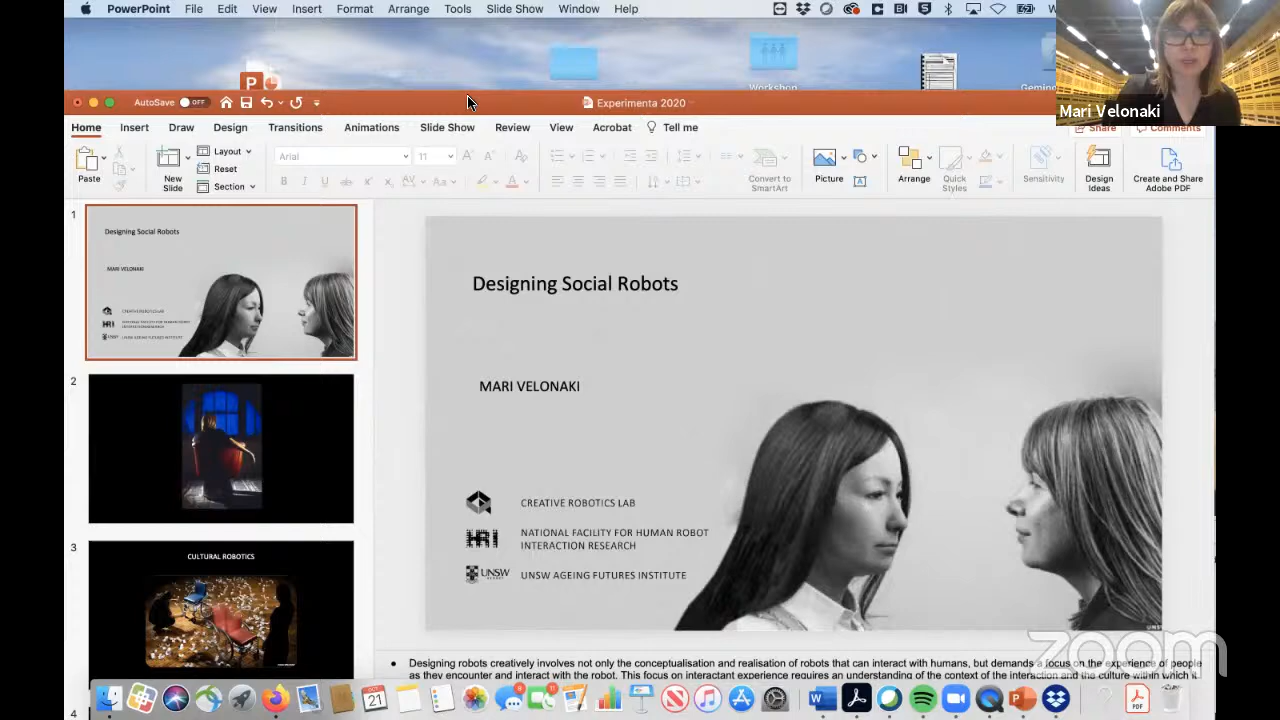 PowerPoint File Edit View Insert Format Arrange Tools Slide Show Window Help
Workshop
Mari Velonaki
AutoSave OFF Experimenta 2020
Home Insert Draw Design Transitions Animations Slide Show Review View Acrobat Tell me Share Comments
Paste New Slide Layout Reset Section Arial 11 Convert to SmartArt Picture Arrange Quick Styles Sensitivity Design Ideas Create and Share Adobe PDF
1
Designing Social Robots
MARI VELONAKI
2
3
CULTURAL ROBOTICS
4
Designing Social Robots
MARI VELONAKI
CREATIVE ROBOTICS LAB
HRI NATIONAL FACILITY FOR HUMAN ROBOT
INTERACTION RESEARCH
UNSW UNSW AGEING FUTURES INSTITUTE
• Designing robots creatively involves not only the conceptualisation and realisation of robots that can interact with humans, but demands a focus on the experience of people
as they encounter and interact with the robot. This focus on interactant experience requires an understanding of the context of the interaction and the culture within which it
zoom
OCT
21
PDF